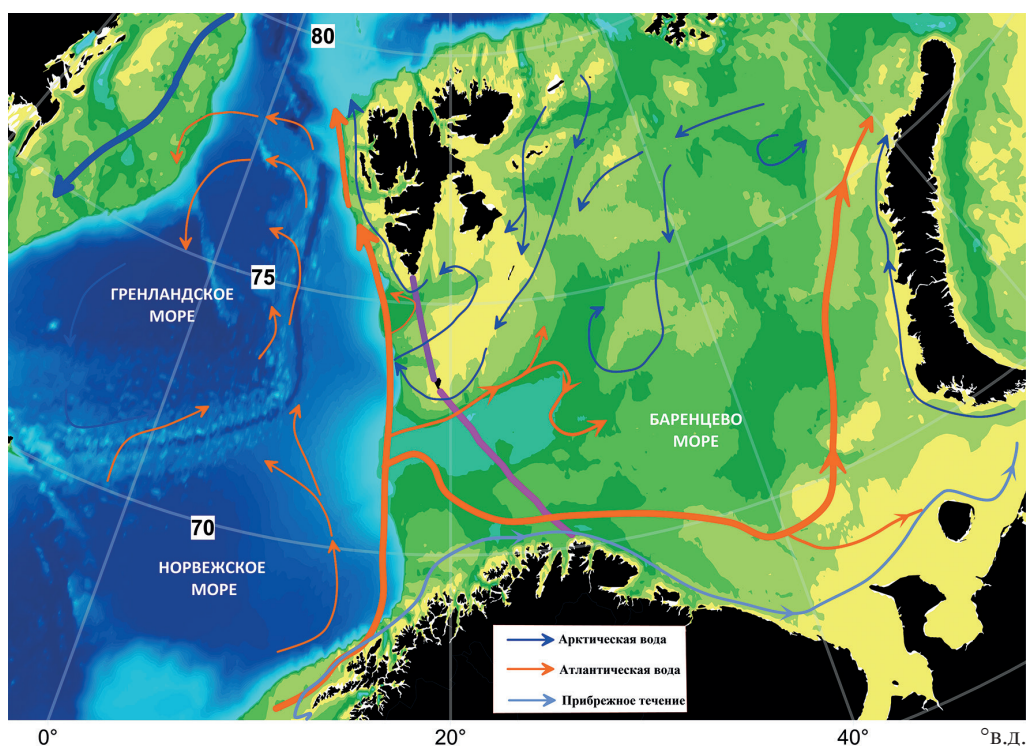 80
75
ГРЕНЛАНДСКОЕ
МОРЕ
БАРЕНЦЕВО
МОРЕ
70
НОРВЕЖСКОЕ
МОРЕ
Арктическая вода
Атлантическая вода
Прибрежное течение
0° 20° 40° °в.д.